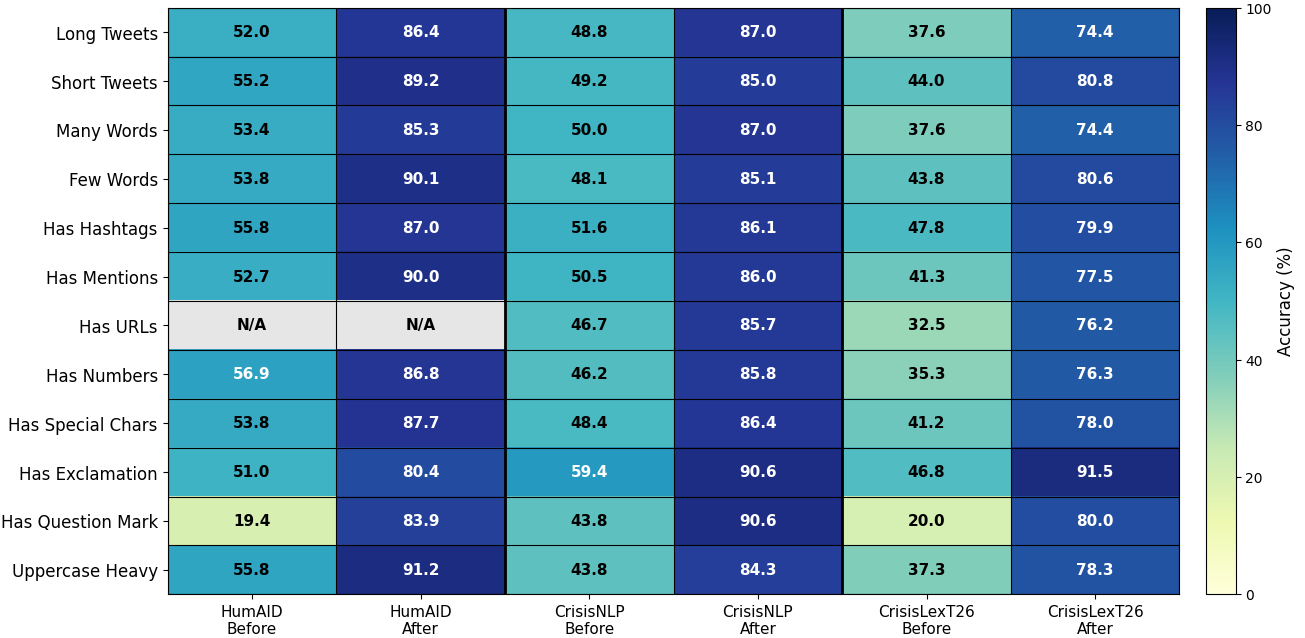 Long Tweets 52.0 86.4 48.8 87.0 37.6 74.4
Short Tweets 55.2 89.2 49.2 85.0 44.0 80.8
Many Words 53.4 85.3 50.0 87.0 37.6 74.4
Few Words 53.8 90.1 48.1 85.1 43.8 80.6
Has Hashtags 55.8 87.0 51.6 86.1 47.8 79.9
Has Mentions 52.7 90.0 50.5 86.0 41.3 77.5
Has URLs N/A N/A 46.7 85.7 32.5 76.2
Has Numbers 56.9 86.8 46.2 85.8 35.3 76.3
Has Special Chars 53.8 87.7 48.4 86.4 41.2 78.0
Has Exclamation 51.0 80.4 59.4 90.6 46.8 91.5
Has Question Mark 19.4 83.9 43.8 90.6 20.0 80.0
Uppercase Heavy 55.8 91.2 43.8 84.3 37.3 78.3
HumAID HumAID CrisisNLP CrisisNLP CrisisLexT26 CrisisLexT26
Before After Before After Before After
100
80
60
40
20
0
Accuracy (%)